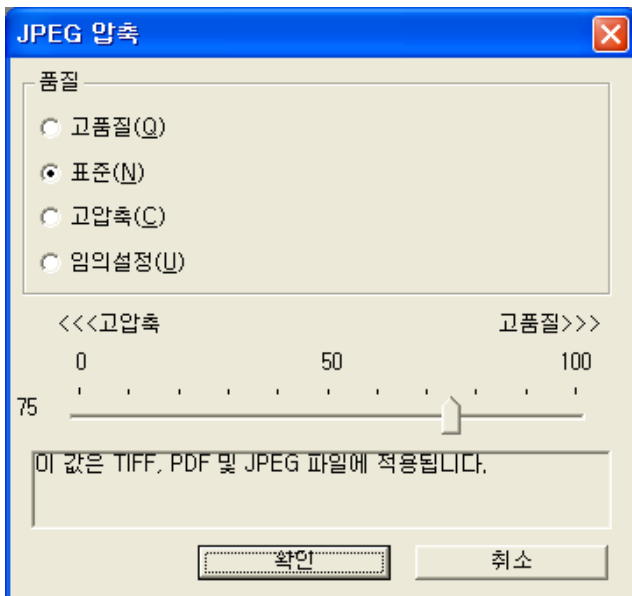 JPEG 압축
품질
고품질(Q)
표준(N)
고압축(C)
임의설정(U)
<<<고압축 고품질>>>
0 50 100
75
이 값은 TIFF, PDF 및 JPEG 파일에 적용됩니다.
확인 취소